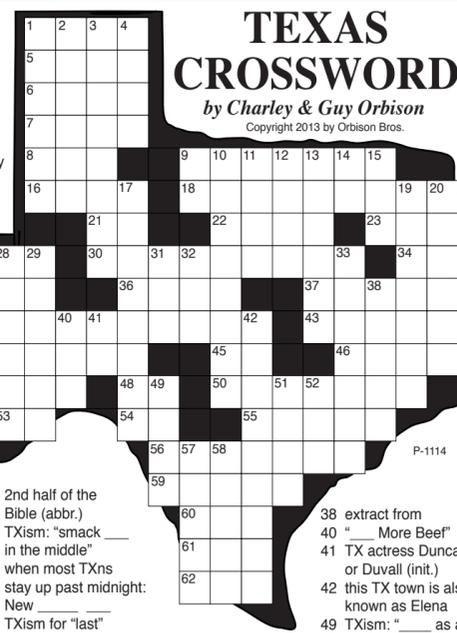 TEXAS
CROSSWORD
by Charley & Guy Orbison
Copyright 2013 by Orbison Bros.
1 2 3 4
5
6
7
8 9 10 11 12 13 14 15
16 17 18 19 20
21 22 23
28 29 30 31 32 33 34
36 37 38
40 41 42 43
45 46
48 49 50 51 52
53 54 55
56 57 58
59
60
61
62
P-1114
2nd half of the
Bible (abbr.)
TXism: “smack ___
in the middle”
when most TXns
stay up past midnight:
New _____ ___
TXism for “last”
38 extract from
40 “___ More Beef”
41 TX actress Dunca
or Duvall (init.)
42 this TX town is als
known as Elena
49 TXism: “____ as a